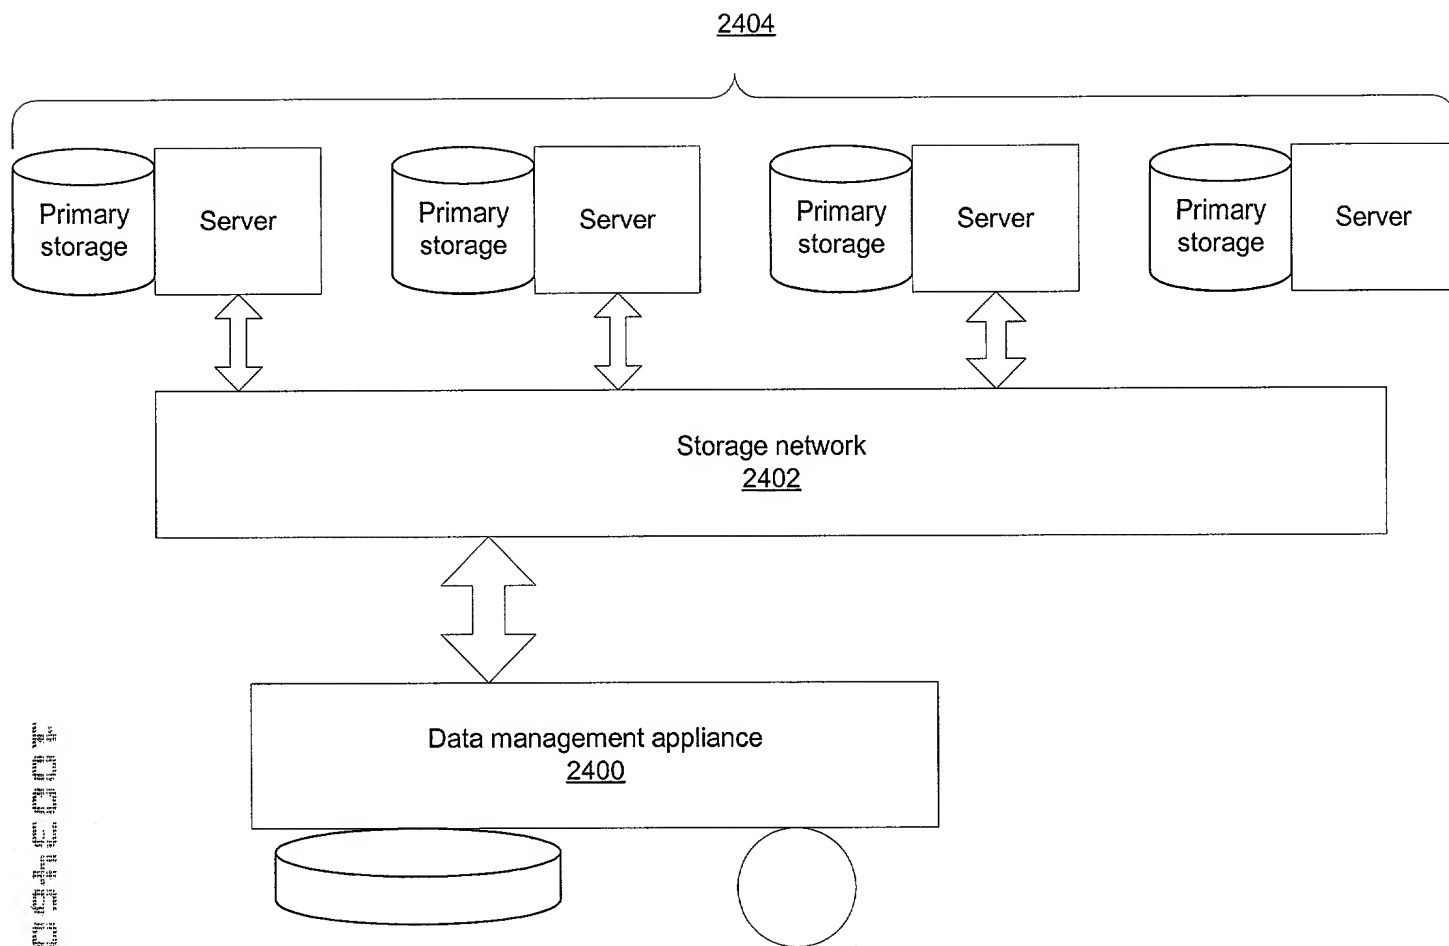 2404
Primary
storage
Server
Primary
storage
Server
Primary
storage
Server
Primary
storage
Server
Storage network
2402
Data management appliance
2400